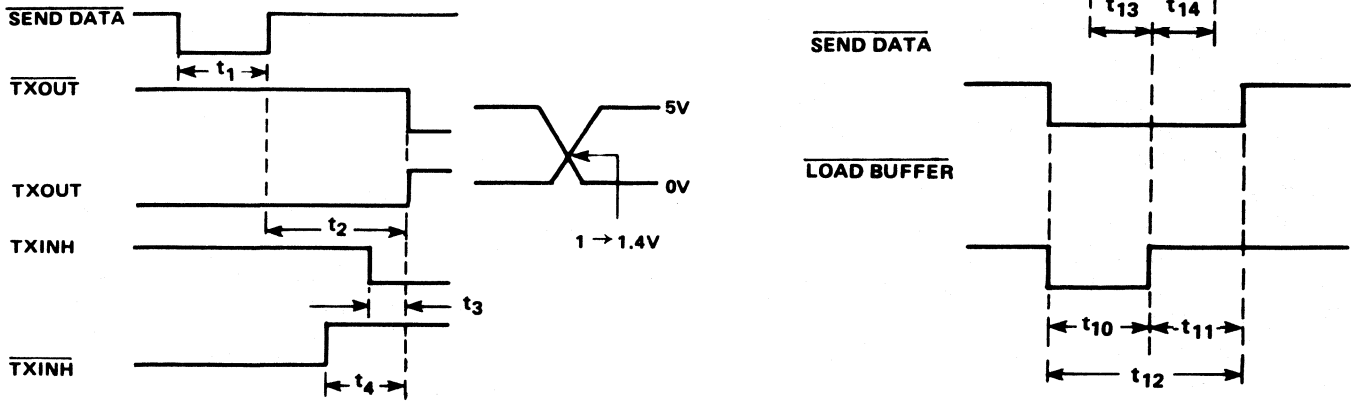 SEND DATA
t1
TXOUT
TXOUT
t2
TXINH
t3
TXINH
t4
5V
0V
1 → 1.4V
t13 t14
SEND DATA
LOAD BUFFER
t10 t11
t12